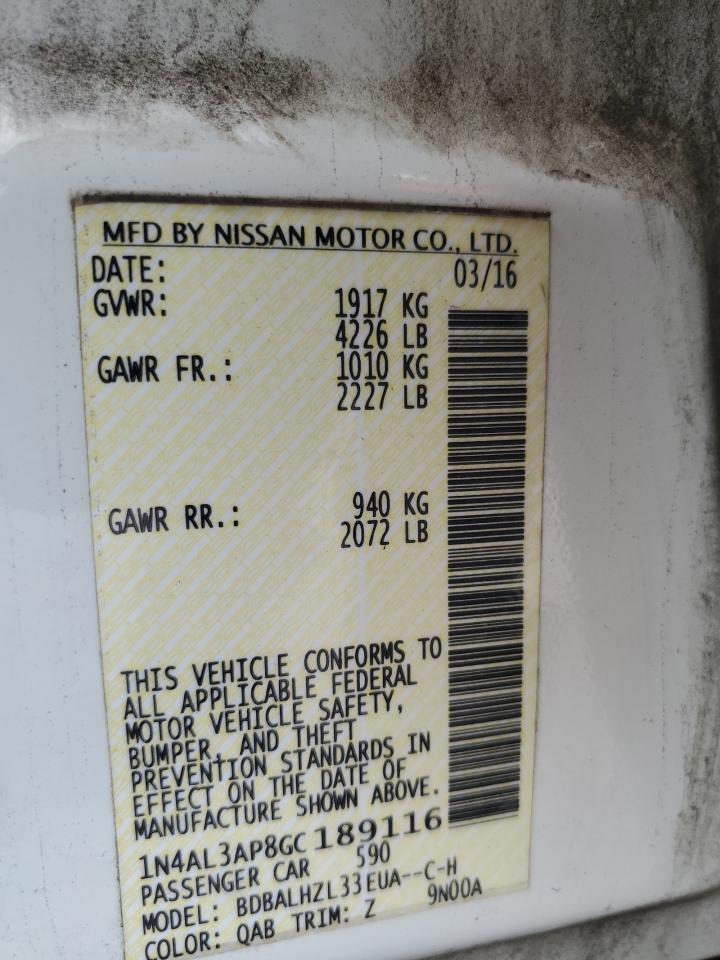 MFD BY NISSAN MOTOR CO., LTD.
DATE: 03/16
GVWR: 1917 KG
4226 LB
GAWR FR.: 1010 KG
2227 LB
GAWR RR.: 940 KG
2072 LB
THIS VEHICLE CONFORMS TO
ALL APPLICABLE FEDERAL
MOTOR VEHICLE SAFETY,
BUMPER, AND THEFT
PREVENTION STANDARDS IN
EFFECT ON THE DATE OF
MANUFACTURE SHOWN ABOVE.
1N4AL3AP8GC189116
PASSENGER CAR 590
MODEL: BDBALHZL33EUA--C-H
COLOR: QAB TRIM: Z 9N00A